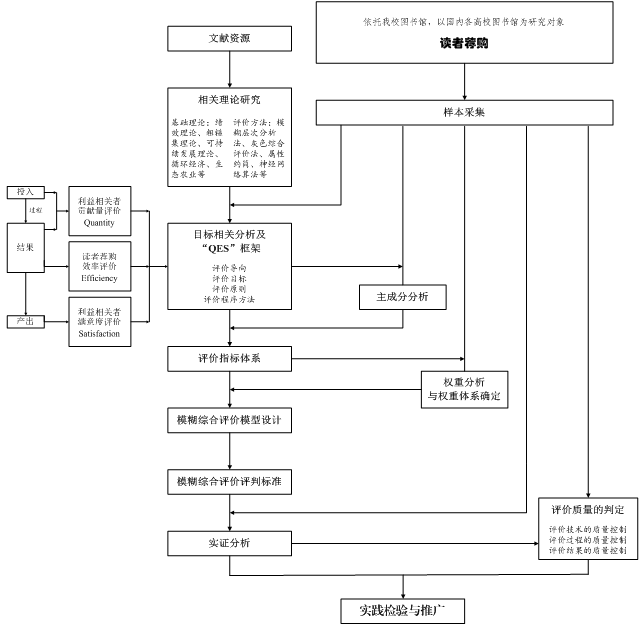 依托我校图书馆，以国内各高校图书馆为研究对象
读者荐购
文献资源
相关理论研究
基础理论：绩
效理论、粗糙
集理论、可持
续发展理论、
循环经济、生
态农业等
评价方法：模
糊层次分析
法、灰色综合
评价法、属性
约简、神经网
络算法等
样本采集
投入
过程
结果
产出
利益相关者
贡献量评价
Quantity
读者荐购
效率评价
Efficiency
利益相关者
满意度评价
Satisfaction
目标相关分析及
“QES”框架
评价导向
评价目标
评价原则
评价程序方法
主成分分析
评价指标体系
权重分析
与权重体系确定
模糊综合评价模型设计
模糊综合评价评判标准
实证分析
评价质量的判定
评价技术的质量控制
评价过程的质量控制
评价结果的质量控制
实践检验与推广